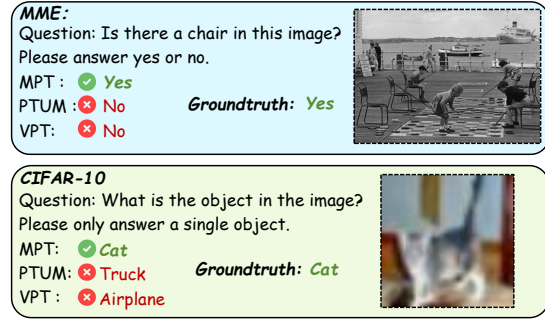 MME:
Question: Is there a chair in this image?
Please answer yes or no.
MPT : Yes
PTUM : No Groundtruth: Yes
VPT: No
CIFAR-10
Question: What is the object in the image?
Please only answer a single object.
MPT: Cat
PTUM: Truck Groundtruth: Cat
VPT : Airplane